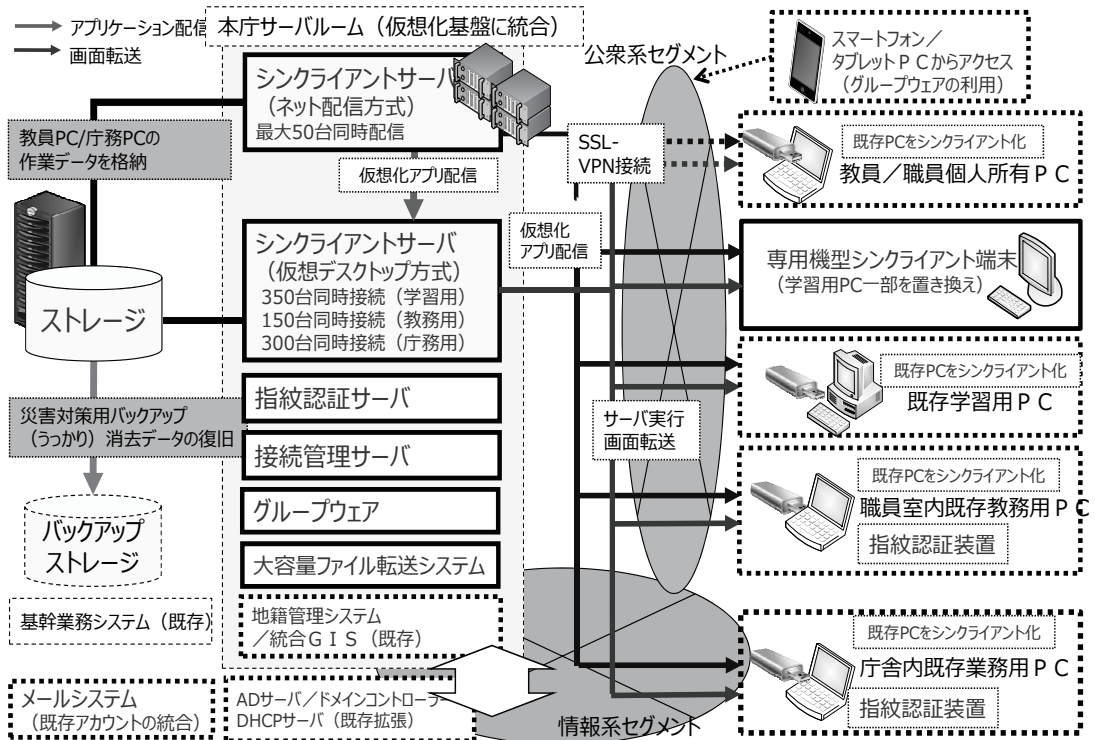 アプリケーション配信
画面転送
本庁サーバルーム（仮想化基盤に統合）
シンクライアントサーバ
（ネット配信方式）
最大50台同時配信
教員PC/庁務PCの
作業データを格納
仮想化アプリ配信
シンクライアントサーバ
（仮想デスクトップ方式）
350台同時接続（学習用）
150台同時接続（教務用）
300台同時接続（庁務用）
ストレージ
災害対策用バックアップ
（うっかり）消去データの復旧
バックアップ
ストレージ
指紋認証サーバ
接続管理サーバ
グループウェア
大容量ファイル転送システム
地籍管理システム
／統合ＧＩＳ（既存）
基幹業務システム（既存）
メールシステム
（既存アカウントの統合）
ADサーバ／ドメインコントローラー
DHCPサーバ（既存拡張）
公衆系セグメント
SSL-
VPN接続
仮想化
アプリ配信
サーバ実行
画面転送
情報系セグメント
スマートフォン／
タブレットＰＣからアクセス
（グループウェアの利用）
既存PCをシンクライアント化
教員／職員個人所有ＰＣ
専用機型シンクライアント端末
（学習用PC一部を置き換え）
既存PCをシンクライアント化
既存学習用ＰＣ
既存PCをシンクライアント化
職員室内既存教務用ＰＣ
指紋認証装置
既存PCをシンクライアント化
庁舎内既存業務用ＰＣ
指紋認証装置